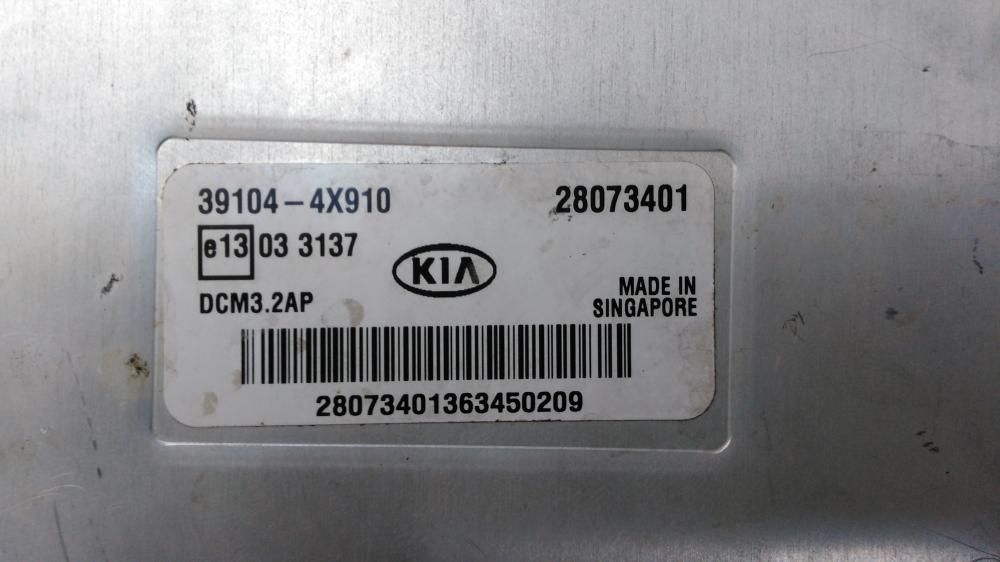 39104-4X910 28073401
e13 03 3137
KIA
DCM3.2AP
MADE IN
SINGAPORE
28073401363450209